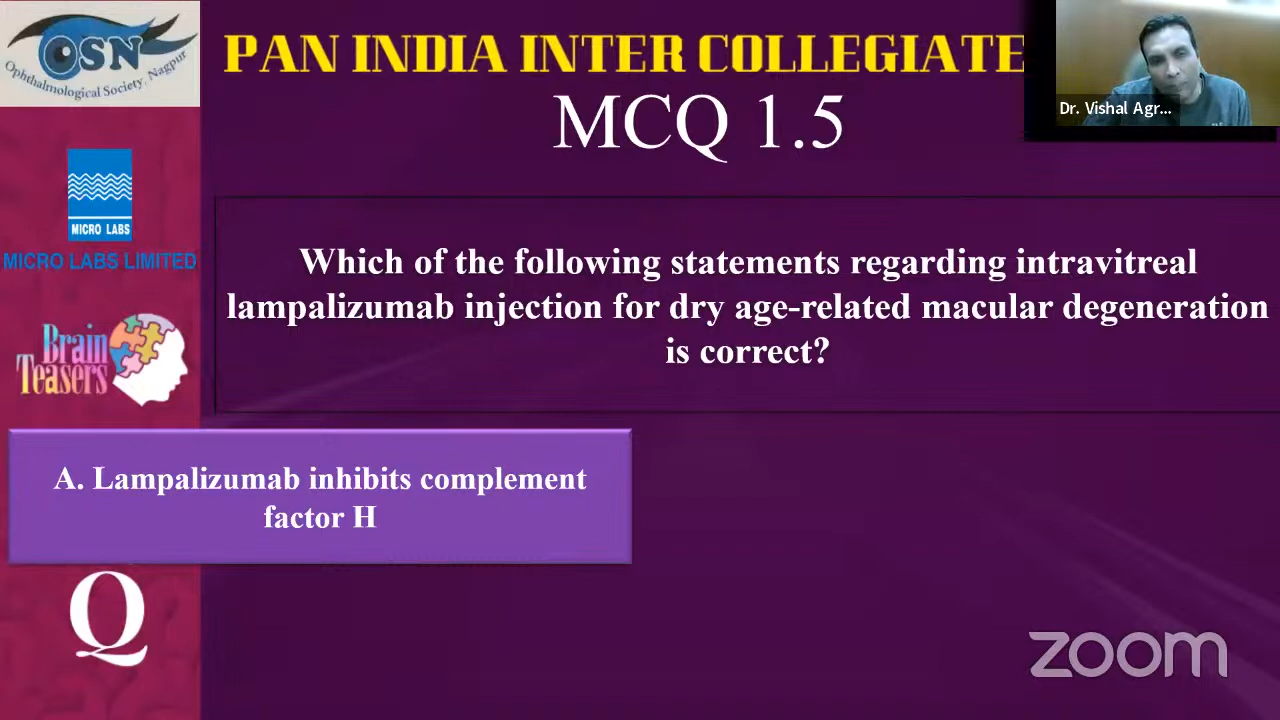 OSN
Ophthalmological Society, Nagpur
PAN INDIA INTER COLLEGIATE
MCQ 1.5
Dr. Vishal Agr...
MICRO LABS
MICRO LABS LIMITED
Which of the following statements regarding intravitreal
lampalizumab injection for dry age-related macular degeneration
is correct?
Brain
Teasers
A. Lampalizumab inhibits complement
factor H
Q
zoom